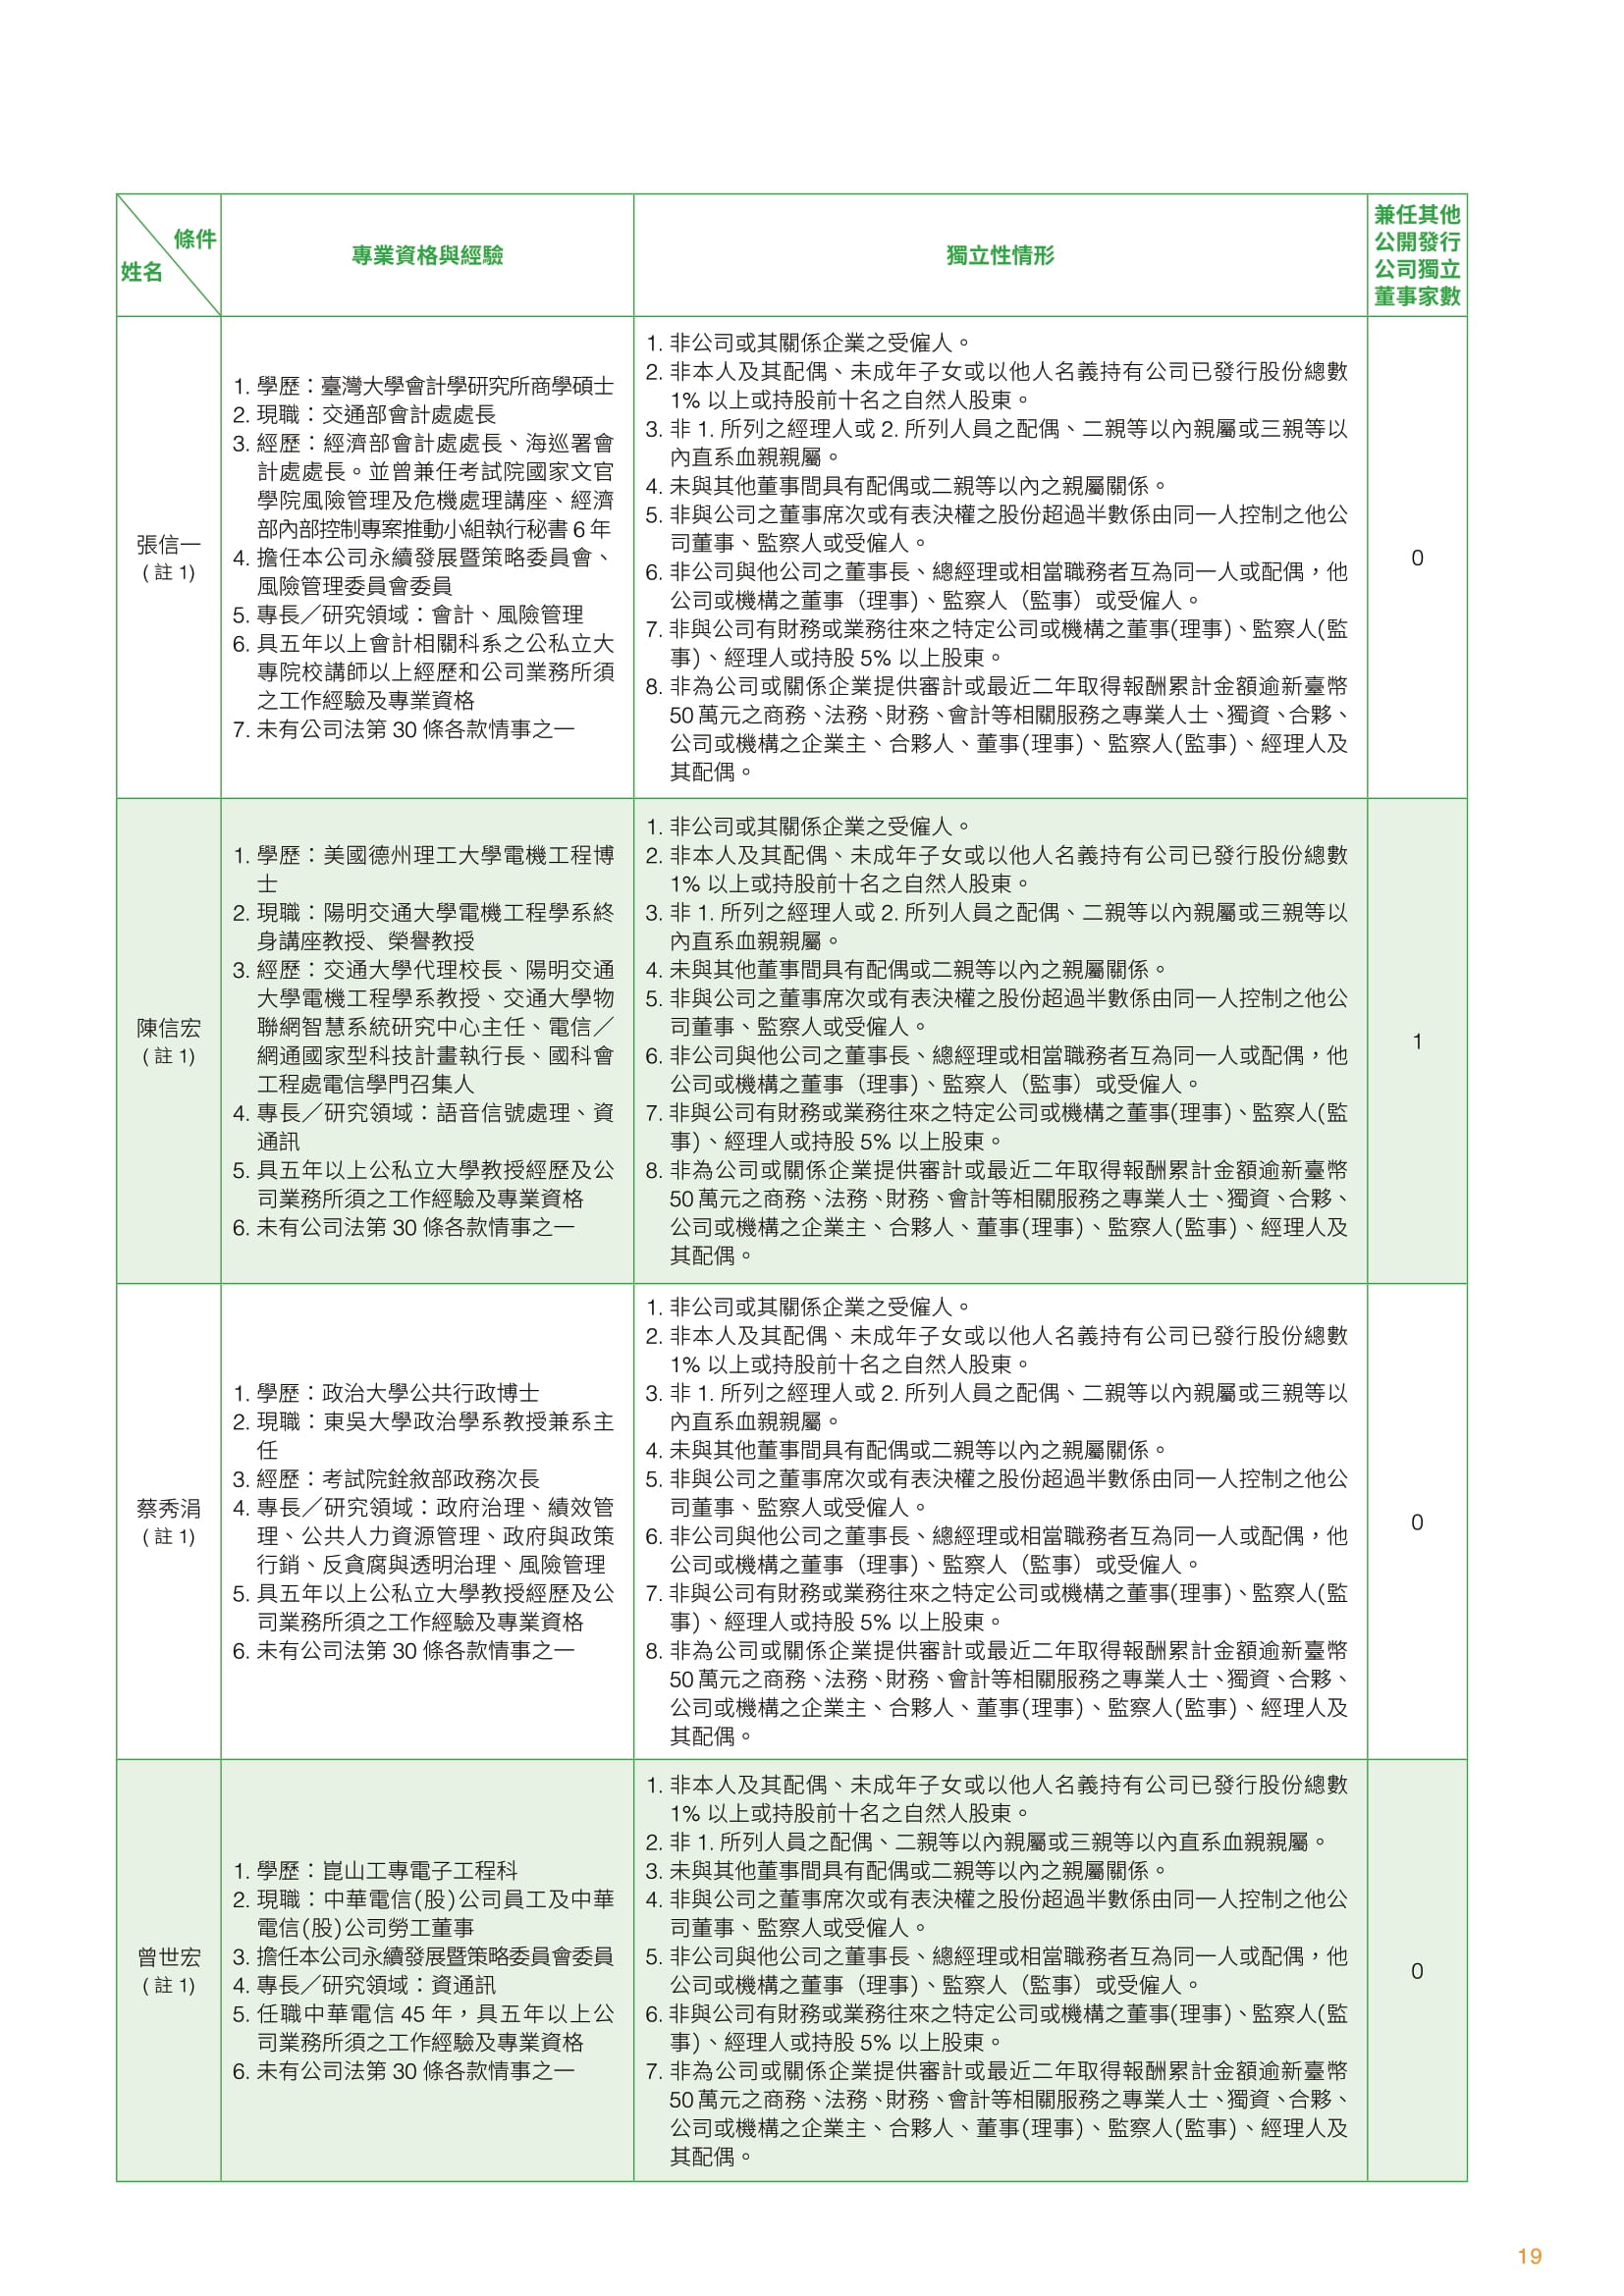 條件
姓名
專業資格與經驗
獨立性情形
兼任其他
公開發行
公司獨立
董事家數
張信一
(註 1)
1. 學歷：臺灣大學會計學研究所商學碩士
2. 現職：交通部會計處處長
3. 經歷：經濟部會計處處長、海巡署會
計處處長。並曾兼任考試院國家文官
學院風險管理及危機處理講座、經濟
部內部控制專案推動小組執行秘書 6 年
4. 擔任本公司永續發展暨策略委員會、
風險管理委員會委員
5. 專長／研究領域：會計、風險管理
6. 具五年以上會計相關科系之公私立大
專院校講師以上經歷和公司業務所須
之工作經驗及專業資格
7. 未有公司法第 30 條各款情事之一
1. 非公司或其關係企業之受僱人。
2. 非本人及其配偶、未成年子女或以他人名義持有公司已發行股份總數
1% 以上或持股前十名之自然人股東。
3. 非 1. 所列之經理人或 2. 所列人員之配偶、二親等以內親屬或三親等以
內直系血親親屬。
4. 未與其他董事間具有配偶或二親等以內之親屬關係。
5. 非與公司之董事席次或有表決權之股份超過半數係由同一人控制之他公
司董事、監察人或受僱人。
6. 非公司與他公司之董事長、總經理或相當職務者互為同一人或配偶，他
公司或機構之董事（理事）、監察人（監事）或受僱人。
7. 非與公司有財務或業務往來之特定公司或機構之董事(理事)、監察人(監
事)、經理人或持股 5% 以上股東。
8. 非為公司或關係企業提供審計或最近二年取得報酬累計金額逾新臺幣
50 萬元之商務、法務、財務、會計等相關服務之專業人士、獨資、合夥、
公司或機構之企業主、合夥人、董事(理事)、監察人(監事)、經理人及
其配偶。
0
陳信宏
(註 1)
1. 學歷：美國德州理工大學電機工程博
士
2. 現職：陽明交通大學電機工程學系終
身講座教授、榮譽教授
3. 經歷：交通大學代理校長、陽明交通
大學電機工程學系教授、交通大學物
聯網智慧系統研究中心主任、電信／
網通國家型科技計畫執行長、國科會
工程處電信學門召集人
4. 專長／研究領域：語音信號處理、資
通訊
5. 具五年以上公私立大學教授經歷及公
司業務所須之工作經驗及專業資格
6. 未有公司法第 30 條各款情事之一
1. 非公司或其關係企業之受僱人。
2. 非本人及其配偶、未成年子女或以他人名義持有公司已發行股份總數
1% 以上或持股前十名之自然人股東。
3. 非 1. 所列之經理人或 2. 所列人員之配偶、二親等以內親屬或三親等以
內直系血親親屬。
4. 未與其他董事間具有配偶或二親等以內之親屬關係。
5. 非與公司之董事席次或有表決權之股份超過半數係由同一人控制之他公
司董事、監察人或受僱人。
6. 非公司與他公司之董事長、總經理或相當職務者互為同一人或配偶，他
公司或機構之董事（理事）、監察人（監事）或受僱人。
7. 非與公司有財務或業務往來之特定公司或機構之董事(理事)、監察人(監
事)、經理人或持股 5% 以上股東。
8. 非為公司或關係企業提供審計或最近二年取得報酬累計金額逾新臺幣
50 萬元之商務、法務、財務、會計等相關服務之專業人士、獨資、合夥、
公司或機構之企業主、合夥人、董事(理事)、監察人(監事)、經理人及
其配偶。
1
蔡秀涓
(註 1)
1. 學歷：政治大學公共行政博士
2. 現職：東吳大學政治學系教授兼系主
任
3. 經歷：考試院銓敘部政務次長
4. 專長／研究領域：政府治理、績效管
理、公共人力資源管理、政府與政策
行銷、反貪腐與透明治理、風險管理
5. 具五年以上公私立大學教授經歷及公
司業務所須之工作經驗及專業資格
6. 未有公司法第 30 條各款情事之一
1. 非公司或其關係企業之受僱人。
2. 非本人及其配偶、未成年子女或以他人名義持有公司已發行股份總數
1% 以上或持股前十名之自然人股東。
3. 非 1. 所列之經理人或 2. 所列人員之配偶、二親等以內親屬或三親等以
內直系血親親屬。
4. 未與其他董事間具有配偶或二親等以內之親屬關係。
5. 非與公司之董事席次或有表決權之股份超過半數係由同一人控制之他公
司董事、監察人或受僱人。
6. 非公司與他公司之董事長、總經理或相當職務者互為同一人或配偶，他
公司或機構之董事（理事）、監察人（監事）或受僱人。
7. 非與公司有財務或業務往來之特定公司或機構之董事(理事)、監察人(監
事)、經理人或持股 5% 以上股東。
8. 非為公司或關係企業提供審計或最近二年取得報酬累計金額逾新臺幣
50 萬元之商務、法務、財務、會計等相關服務之專業人士、獨資、合夥、
公司或機構之企業主、合夥人、董事(理事)、監察人(監事)、經理人及
其配偶。
0
曾世宏
(註 1)
1. 學歷：崑山工專電子工程科
2. 現職：中華電信(股)公司員工及中華
電信(股)公司勞工董事
3. 擔任本公司永續發展暨策略委員會委員
4. 專長／研究領域：資通訊
5. 任職中華電信 45 年，具五年以上公
司業務所須之工作經驗及專業資格
6. 未有公司法第 30 條各款情事之一
1. 非本人及其配偶、未成年子女或以他人名義持有公司已發行股份總數
1% 以上或持股前十名之自然人股東。
2. 非 1. 所列人員之配偶、二親等以內親屬或三親等以內直系血親親屬。
3. 未與其他董事間具有配偶或二親等以內之親屬關係。
4. 非與公司之董事席次或有表決權之股份超過半數係由同一人控制之他公
司董事、監察人或受僱人。
5. 非公司與他公司之董事長、總經理或相當職務者互為同一人或配偶，他
公司或機構之董事（理事）、監察人（監事）或受僱人。
6. 非與公司有財務或業務往來之特定公司或機構之董事(理事)、監察人(監
事)、經理人或持股 5% 以上股東。
7. 非為公司或關係企業提供審計或最近二年取得報酬累計金額逾新臺幣
50 萬元之商務、法務、財務、會計等相關服務之專業人士、獨資、合夥、
公司或機構之企業主、合夥人、董事(理事)、監察人(監事)、經理人及
其配偶。
0
19